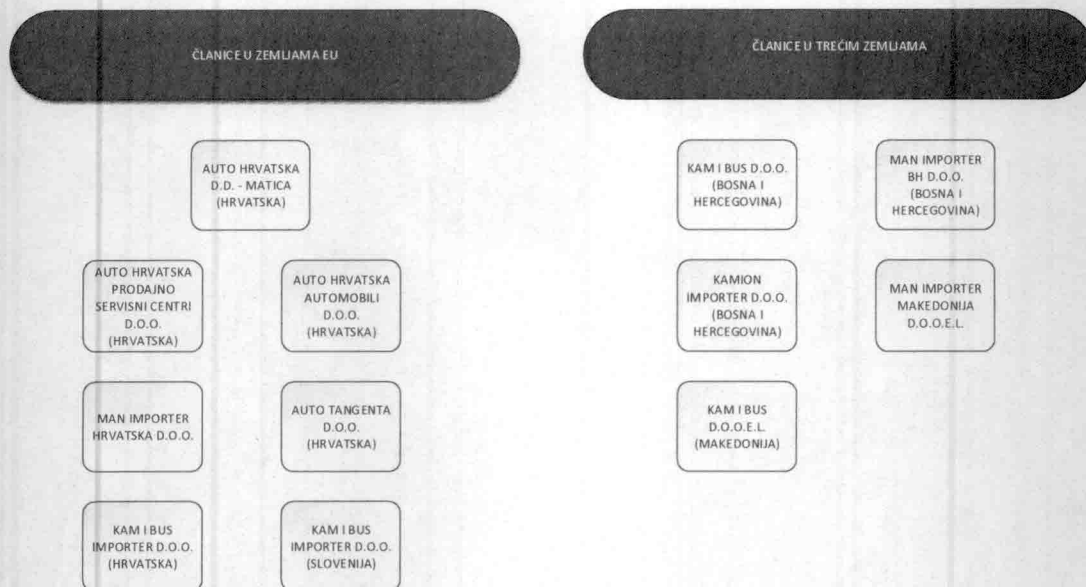 ČLANICE U ZEMLJAMA EU
AUTO HRVATSKA
D.D. - MATICA
(HRVATSKA)
AUTO HRVATSKA
PRODAJNO
SERVISNI CENTRI
D.O.O.
(HRVATSKA)
AUTO HRVATSKA
AUTOMOBILI
D.O.O.
(HRVATSKA)
MAN IMPORTER
HRVATSKA D.O.O.
AUTO TANGENTA
D.O.O.
(HRVATSKA)
KAM I BUS
IMPORTER D.O.O.
(HRVATSKA)
KAM I BUS
IMPORTER D.O.O.
(SLOVENIJA)
ČLANICE U TREĆIM ZEMLJAMA
KAM I BUS D.O.O.
(BOSNA I
HERCEGOVINA)
MAN IMPORTER
BH D.O.O.
(BOSNA I
HERCEGOVINA)
KAMION
IMPORTER D.O.O.
(BOSNA I
HERCEGOVINA)
MAN IMPORTER
MAKEDONIJA
D.O.O.E.L.
KAM I BUS
D.O.O.E.L.
(MAKEDONIJA)